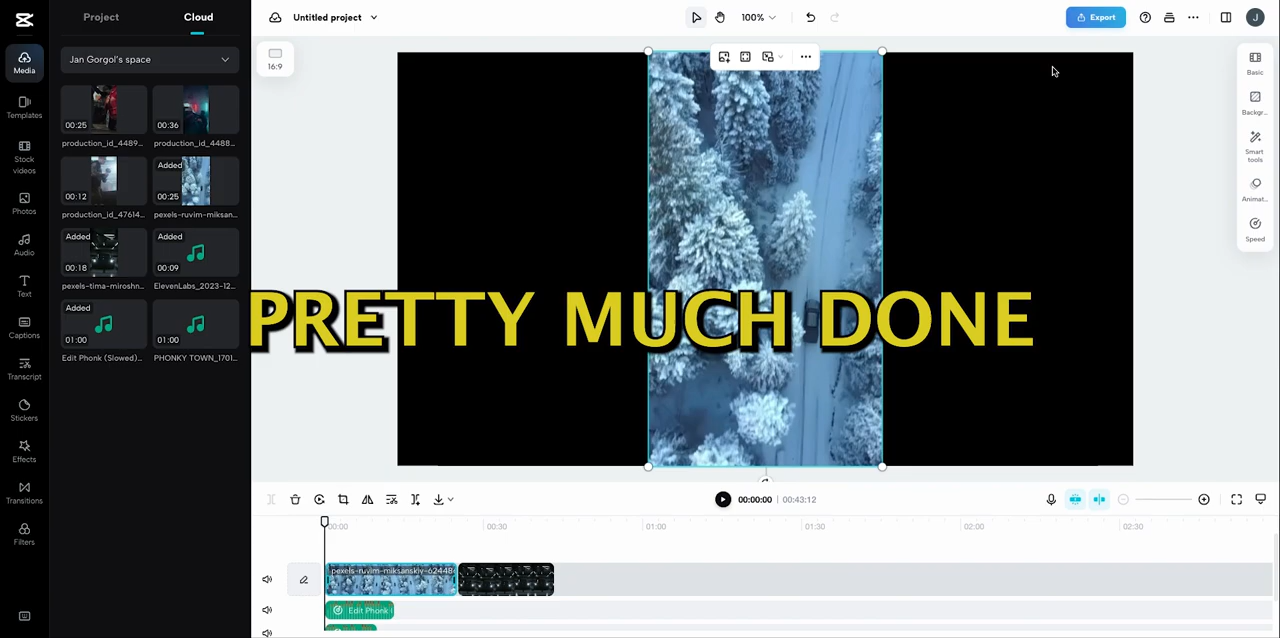 Project
Cloud
Untitled project
100%
Export
J
Media
Templates
Stock
videos
Photos
Audio
Text
Captions
Transcript
Stickers
Effects
Transitions
Filters
Jan Gorgol's space
00:25
00:36
production_id_4489...
production_id_4488...
00:12
Added
00:25
production_id_47614...
pexels-ruvim-miksan...
Added
00:18
Added
00:09
pexels-tima-miroshn...
ElevenLabs_2023-12...
Added
01:00
01:00
Edit Phonk (Slowed)...
PHONKY TOWN_1701...
16:9
PRETTY MUCH DONE
Basic
Backgr...
Smart
tools
Animat...
Speed
00:00:00 | 00:43:12
00:00
00:30
01:00
01:30
02:00
02:30
pexels-ruvim-miksanskiy-62448
Edit Phonk